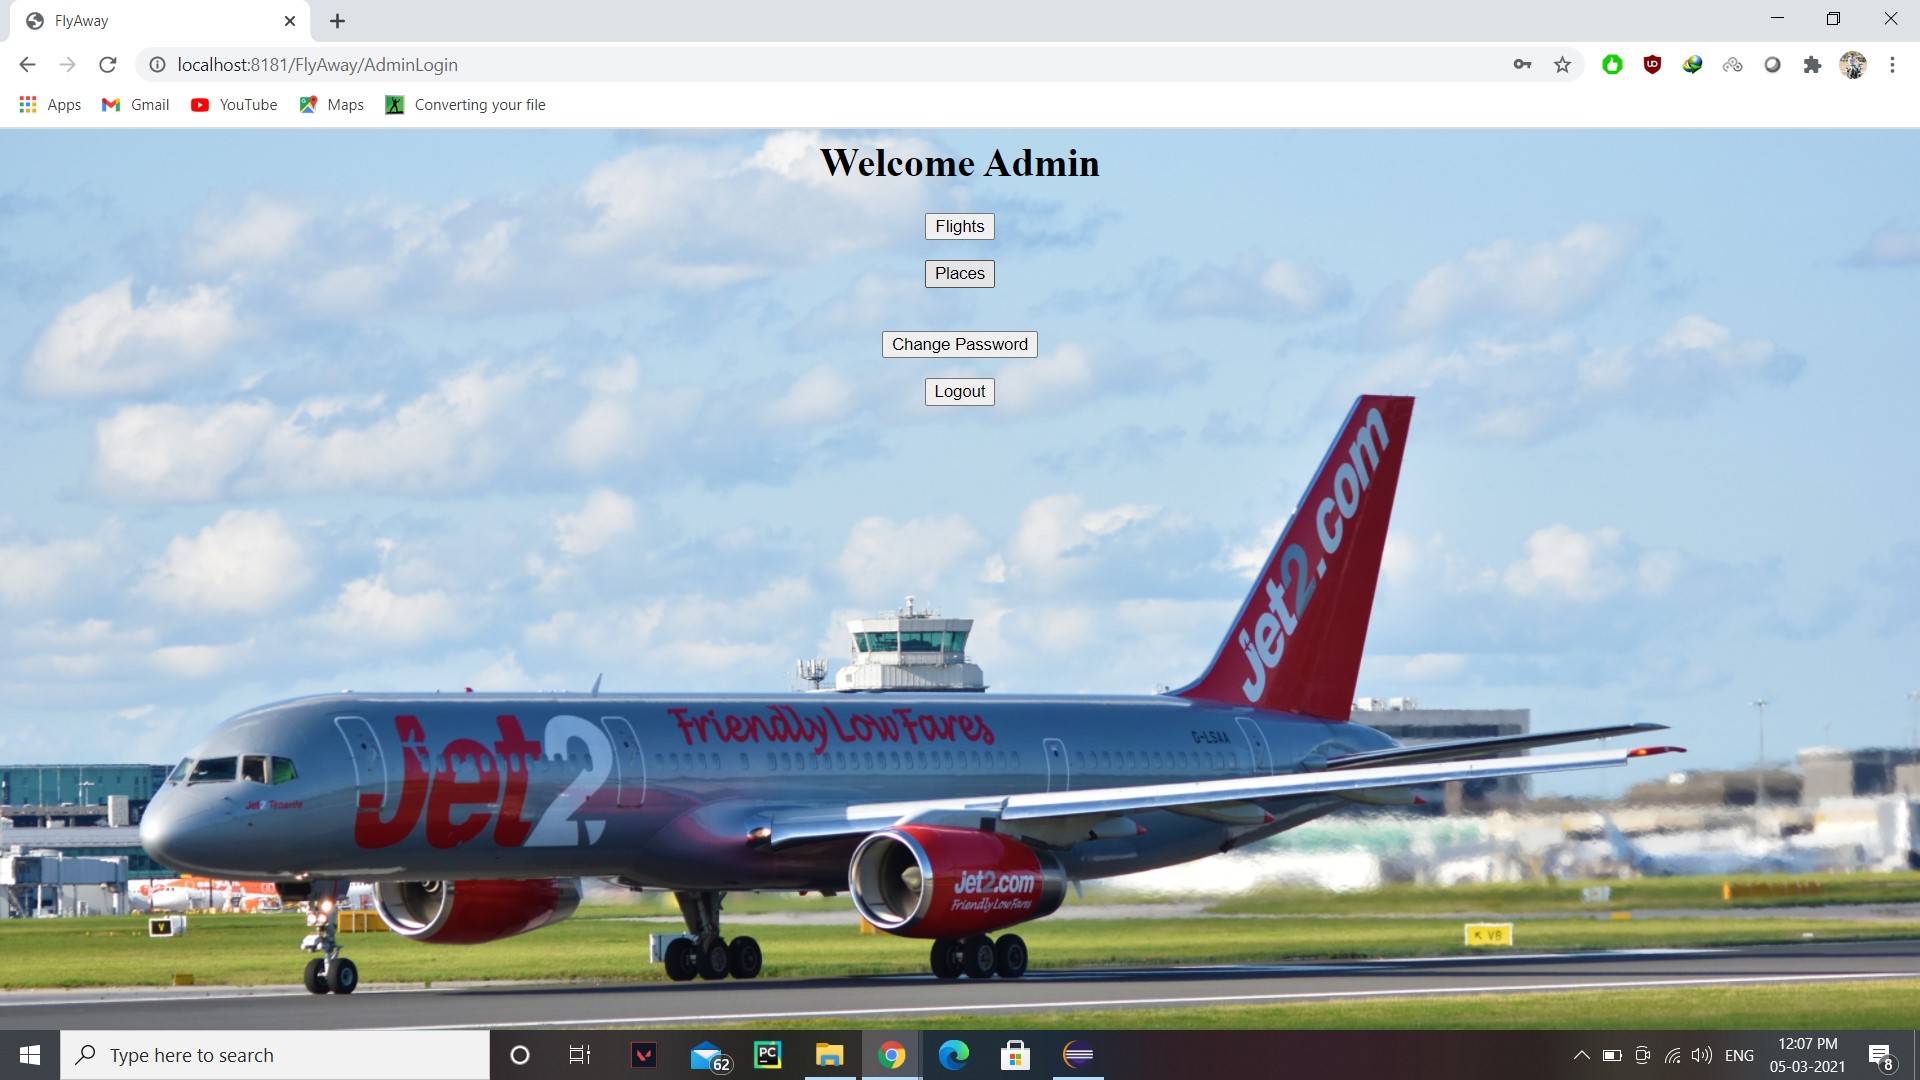 FlyAway
localhost:8181/FlyAway/AdminLogin
Apps
Gmail
YouTube
Maps
Converting your file
Welcome Admin
Flights
Places
Change Password
Logout
jet2.com
Jet2
Friendly Low Fares
G-LSAA
jet2.com
Friendly Low Fares
V
V8
Type here to search
PC
62
ENG
12:07 PM
05-03-2021
8